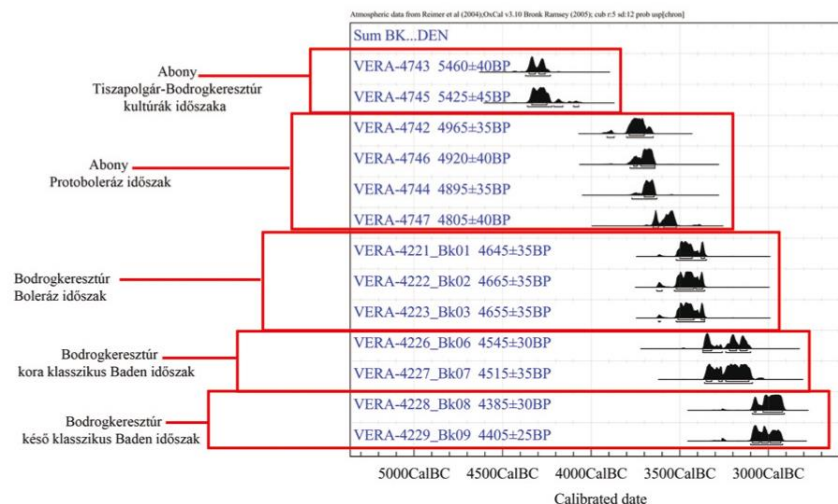 Atmospheric data from Reimer et al (2004);OxCal v3.10 Bronk Ramsey (2005); cub r:5 sd:12 prob usp[chron]
Sum BK...DEN
Abony
Tiszapolgár-Bodrogkeresztúr
kultúrák időszaka
VERA-4743 5460±40BP
VERA-4745 5425±45BP
Abony
Protoboleráz időszak
VERA-4742 4965±35BP
VERA-4746 4920±40BP
VERA-4744 4895±35BP
VERA-4747 4805±40BP
Bodrogkeresztúr
Boleráz időszak
VERA-4221_Bk01 4645±35BP
VERA-4222_Bk02 4665±35BP
VERA-4223_Bk03 4655±35BP
Bodrogkeresztúr
kora klasszikus Baden időszak
VERA-4226_Bk06 4545±30BP
VERA-4227_Bk07 4515±35BP
Bodrogkeresztúr
késő klasszikus Baden időszak
VERA-4228_Bk08 4385±30BP
VERA-4229_Bk09 4405±25BP
5000CalBC 4500CalBC 4000CalBC 3500CalBC 3000CalBC
Calibrated date